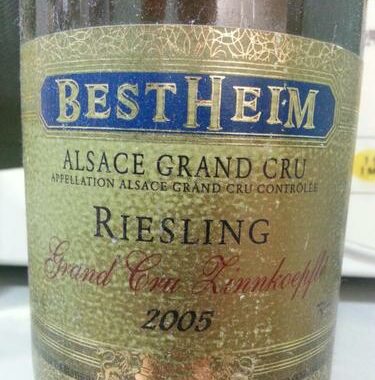 BESTHEIM
ALSACE GRAND CRU
APPELLATION ALSACE GRAND CRU CONTRÔLÉE
RIESLING
Grand Cru Zinnkoepflé
2005